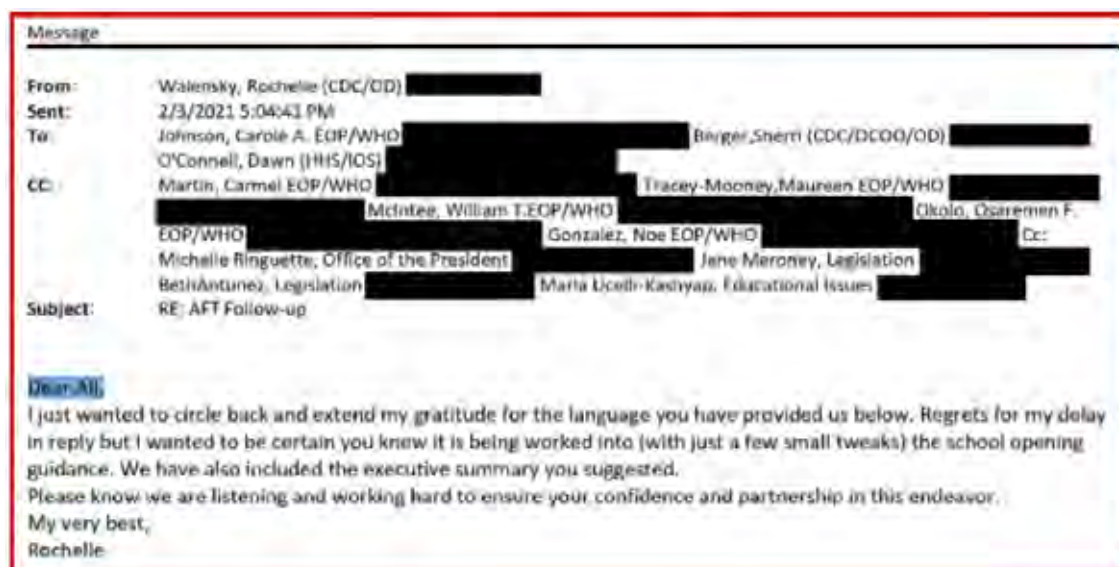 Message
From: Walensky, Rochelle (CDC/OD)
Sent: 2/3/2021 5:04:41 PM
To: Johnson, Carole A. EOP/WHO Berger,Sherri (CDC/DCOO/OD)
O'Connell, Dawn (HHS/IOS)
CC: Martin, Carmel EOP/WHO Tracey-Mooney,Maureen EOP/WHO
McIntee, William T.EOP/WHO Okolo, Osaremen F.
EOP/WHO Gonzalez, Noe EOP/WHO Cc:
Michelle Ringuette, Office of the President Jene Meroney, Legislation
BethAntunez, Legislation Maria Educational Issues
Subject: RE: AFT Follow-up
Dear All,
I just wanted to circle back and extend my gratitude for the language you have provided us below. Regrets for my delay
in reply but I wanted to be certain you knew it is being worked into (with just a few small tweaks) the school opening
guidance. We have also included the executive summary you suggested.
Please know we are listening and working hard to ensure your confidence and partnership in this endeavor.
My very best,
Rochelle